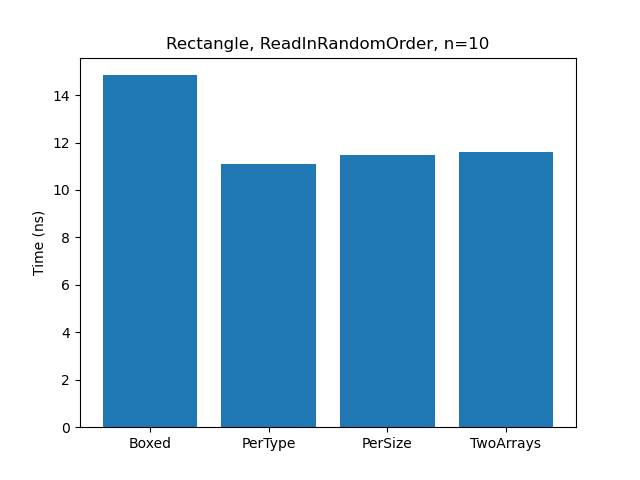 Rectangle, ReadInRandomOrder, n=10
Time (ns)
14
12
10
8
6
4
2
0
Boxed PerType PerSize TwoArrays